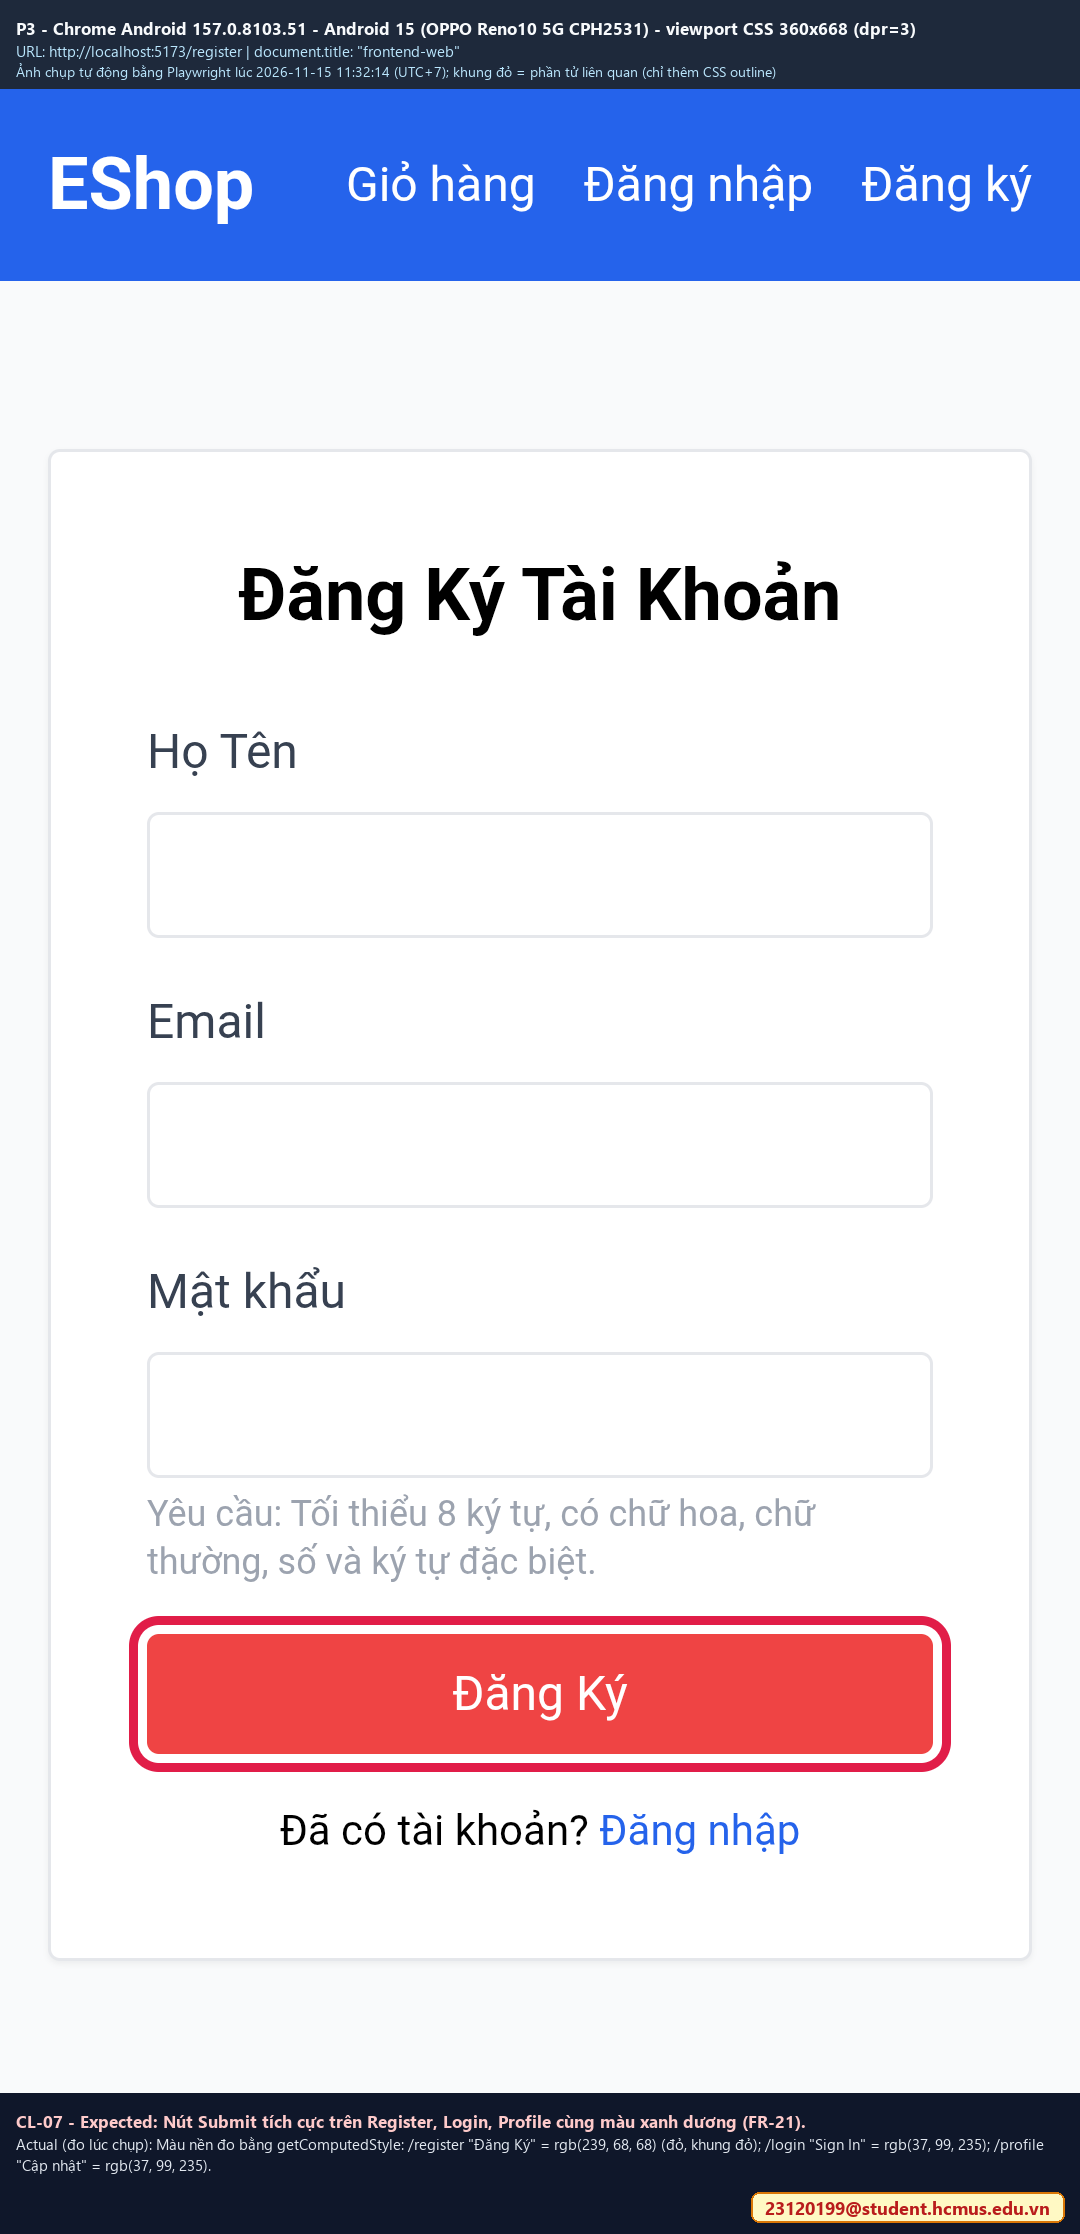 P3 - Chrome Android 157.0.8103.51 - Android 15 (OPPO Reno10 5G CPH2531) - viewport CSS 360x668 (dpr=3)
URL: http://localhost:5173/register | document.title: "frontend-web"
Ảnh chụp tự động bằng Playwright lúc 2026-11-15 11:32:14 (UTC+7); khung đỏ = phần tử liên quan (chỉ thêm CSS outline)
EShop Giỏ hàng Đăng nhập Đăng ký
Đăng Ký Tài Khoản
Họ Tên
Email
Mật khẩu
Yêu cầu: Tối thiểu 8 ký tự, có chữ hoa, chữ
thường, số và ký tự đặc biệt.
Đăng Ký
Đã có tài khoản? Đăng nhập
CL-07 - Expected: Nút Submit tích cực trên Register, Login, Profile cùng màu xanh dương (FR-21).
Actual (đo lúc chụp): Màu nền đo bằng getComputedStyle: /register "Đăng Ký" = rgb(239, 68, 68) (đỏ, khung đỏ); /login "Sign In" = rgb(37, 99, 235); /profile
"Cập nhật" = rgb(37, 99, 235).
23120199@student.hcmus.edu.vn